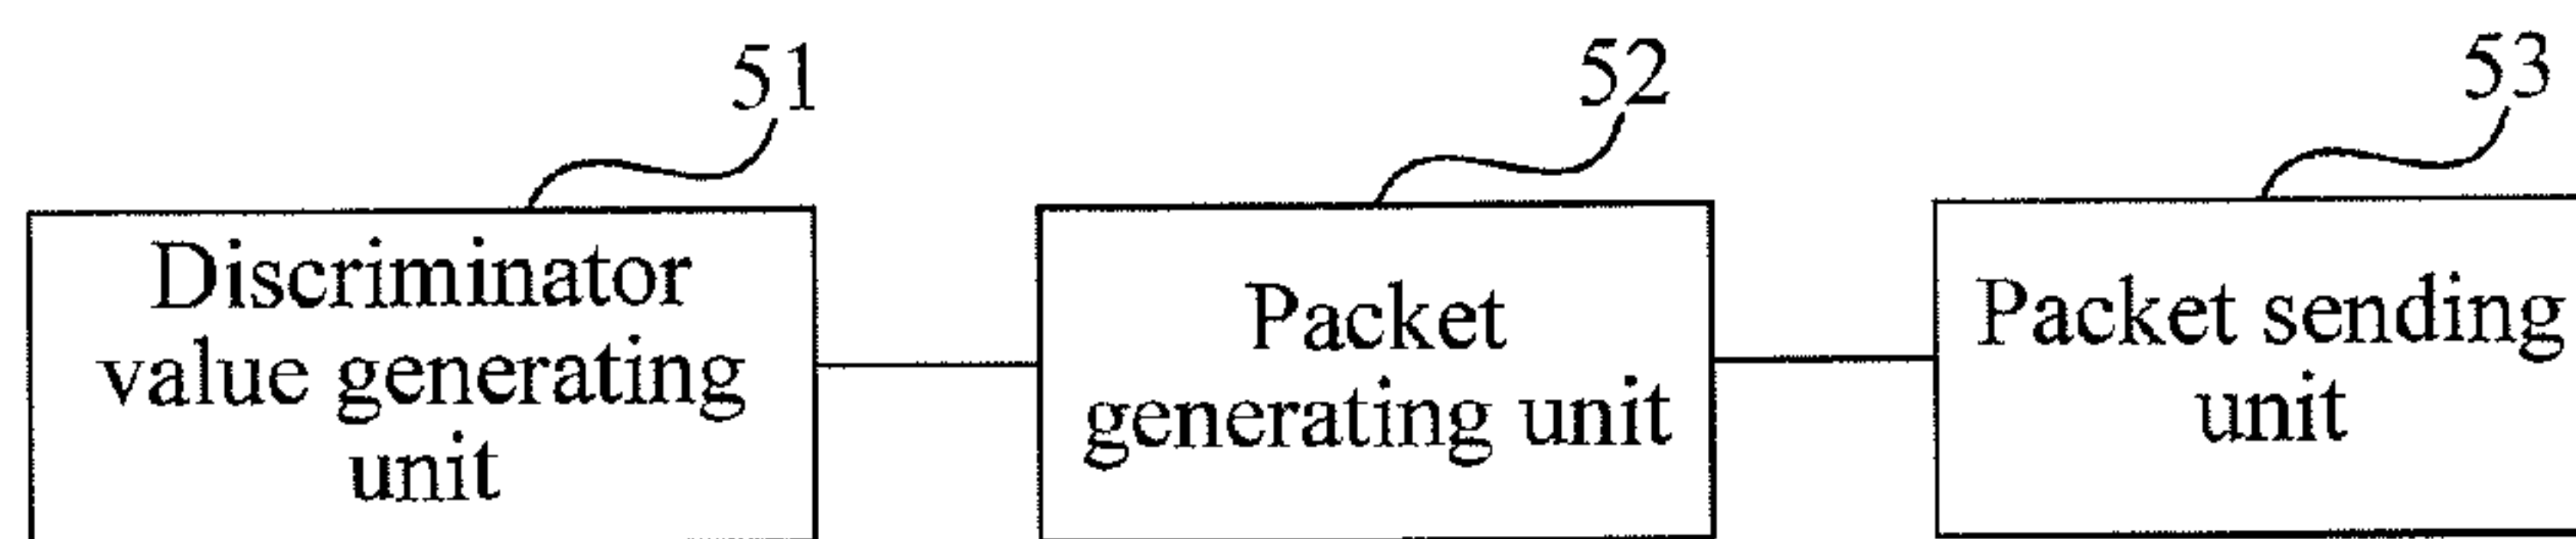 51
52
53
Discriminator
value generating
unit
Packet
generating unit
Packet sending
unit